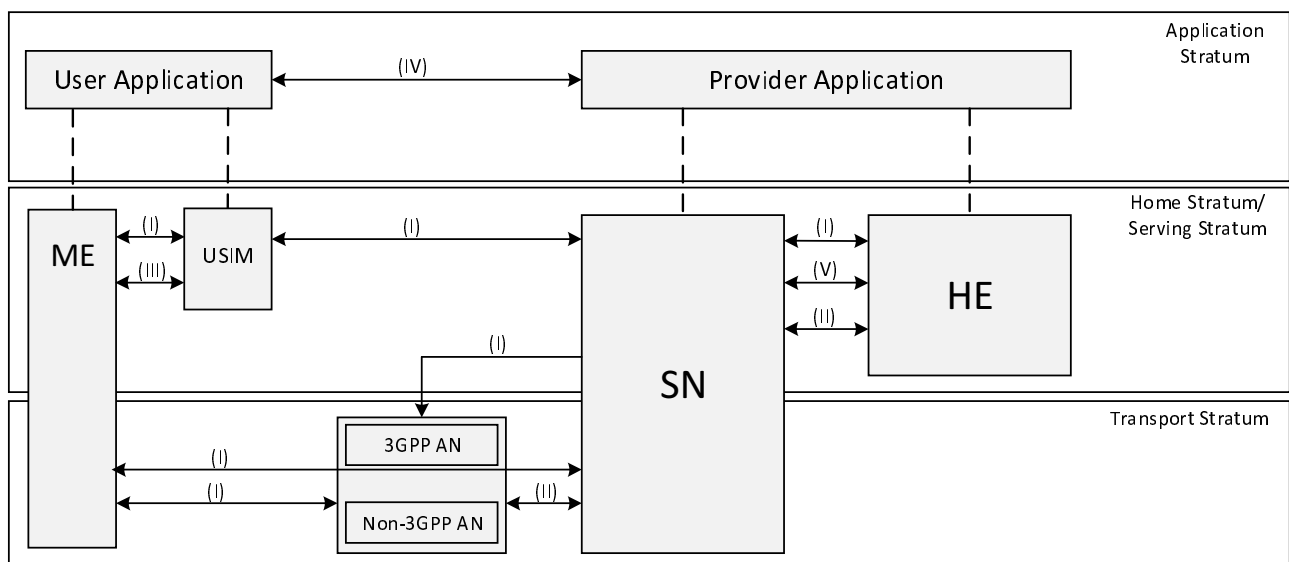 Application
Stratum
User Application
(IV)
Provider Application
Home Stratum/
Serving Stratum
ME
(I)
(III)
USIM
(I)
SN
(I)
(V)
(II)
HE
(I)
Transport Stratum
3GPP AN
(I)
(I)
(II)
Non-3GPP AN